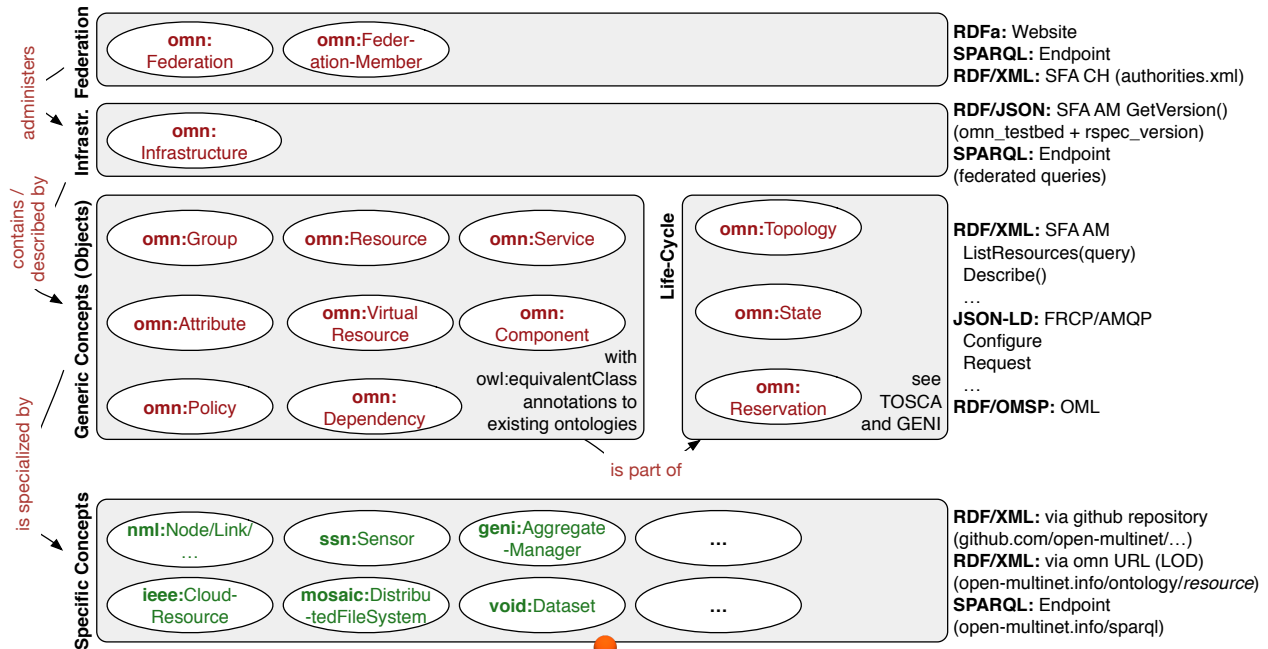 administers
contains /
described by
is specialized by
Federation
omn:
Federation
omn:Feder-
ation-Member
RDFa: Website
SPARQL: Endpoint
RDF/XML: SFA CH (authorities.xml)
Infrastr.
omn:
Infrastructure
RDF/JSON: SFA AM GetVersion()
(omn_testbed + rspec_version)
SPARQL: Endpoint
(federated queries)
Generic Concepts (Objects)
omn:Group
omn:Resource
omn:Service
omn:Attribute
omn:Virtual
Resource
omn:
Component
omn:Policy
omn:
Dependency
with
owl:equivalentClass
annotations to
existing ontologies
Life-Cycle
omn:Topology
omn:State
omn:
Reservation
see
TOSCA
and GENI
RDF/XML: SFA AM
ListResources(query)
Describe()
…
JSON-LD: FRCP/AMQP
Configure
Request
…
RDF/OMSP: OML
is part of
Specific Concepts
nml:Node/Link/
…
ssn:Sensor
geni:Aggregate
-Manager
...
ieee:Cloud-
Resource
mosaic:Distribu
-tedFileSystem
void:Dataset
...
RDF/XML: via github repository
(github.com/open-multinet/…)
RDF/XML: via omn URL (LOD)
(open-multinet.info/ontology/resource)
SPARQL: Endpoint
(open-multinet.info/sparql)